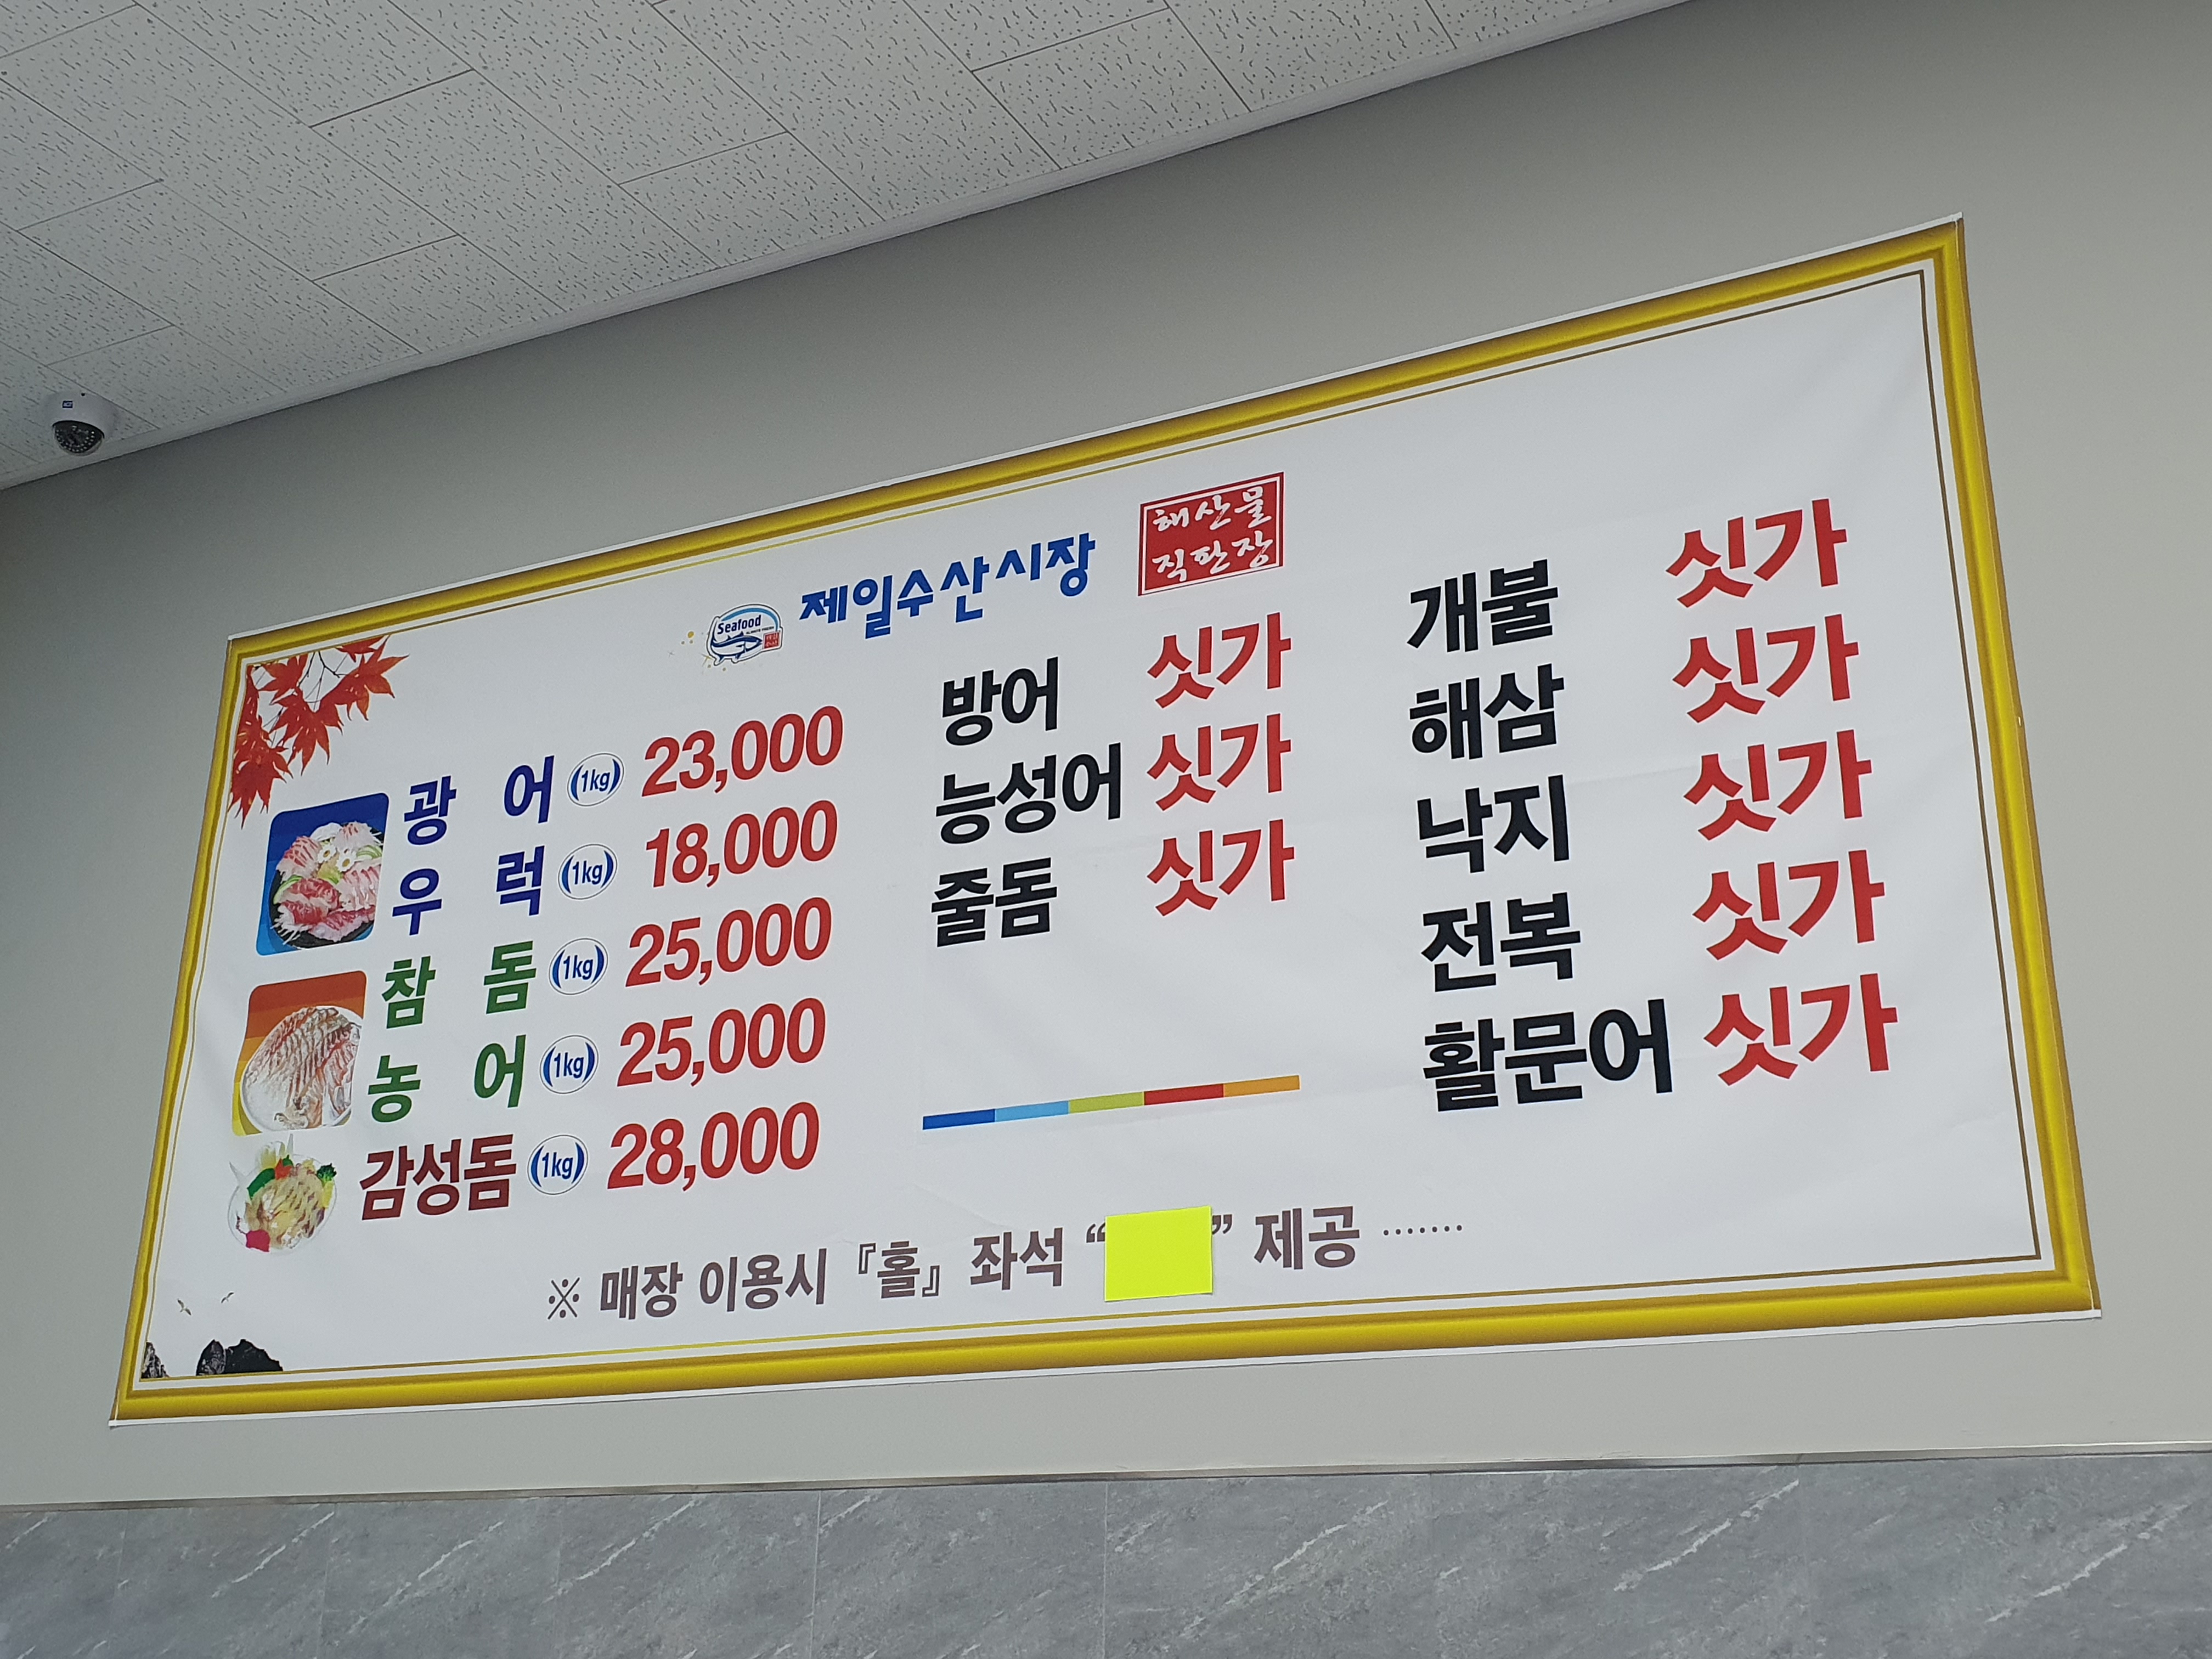 Seafood
제일수산시장
해산물
직판장
광어 (1kg) 23,000
우럭 (1kg) 18,000
참돔 (1kg) 25,000
농어 (1kg) 25,000
감성돔 (1kg) 28,000
방어 싯가
능성어 싯가
줄돔 싯가
개불 싯가
해삼 싯가
낙지 싯가
전복 싯가
활문어 싯가
※ 매장 이용시 『홀』 좌석 “ ” 제공 ·······